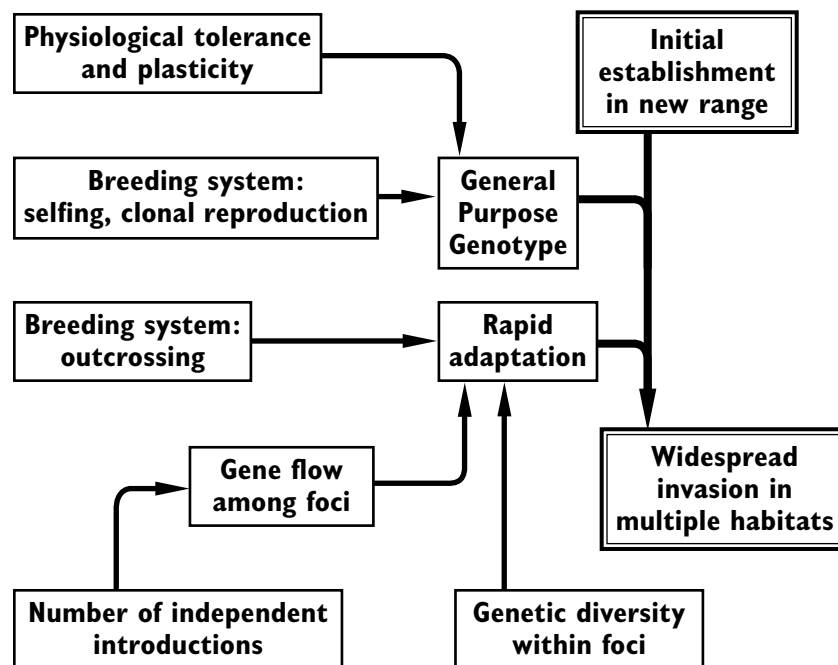 Physiological tolerance
and plasticity
Initial
establishment
in new range
Breeding system:
selfing, clonal reproduction
General
Purpose
Genotype
Breeding system:
outcrossing
Rapid
adaptation
Gene flow
among foci
Widespread
invasion in
multiple habitats
Number of independent
introductions
Genetic diversity
within foci